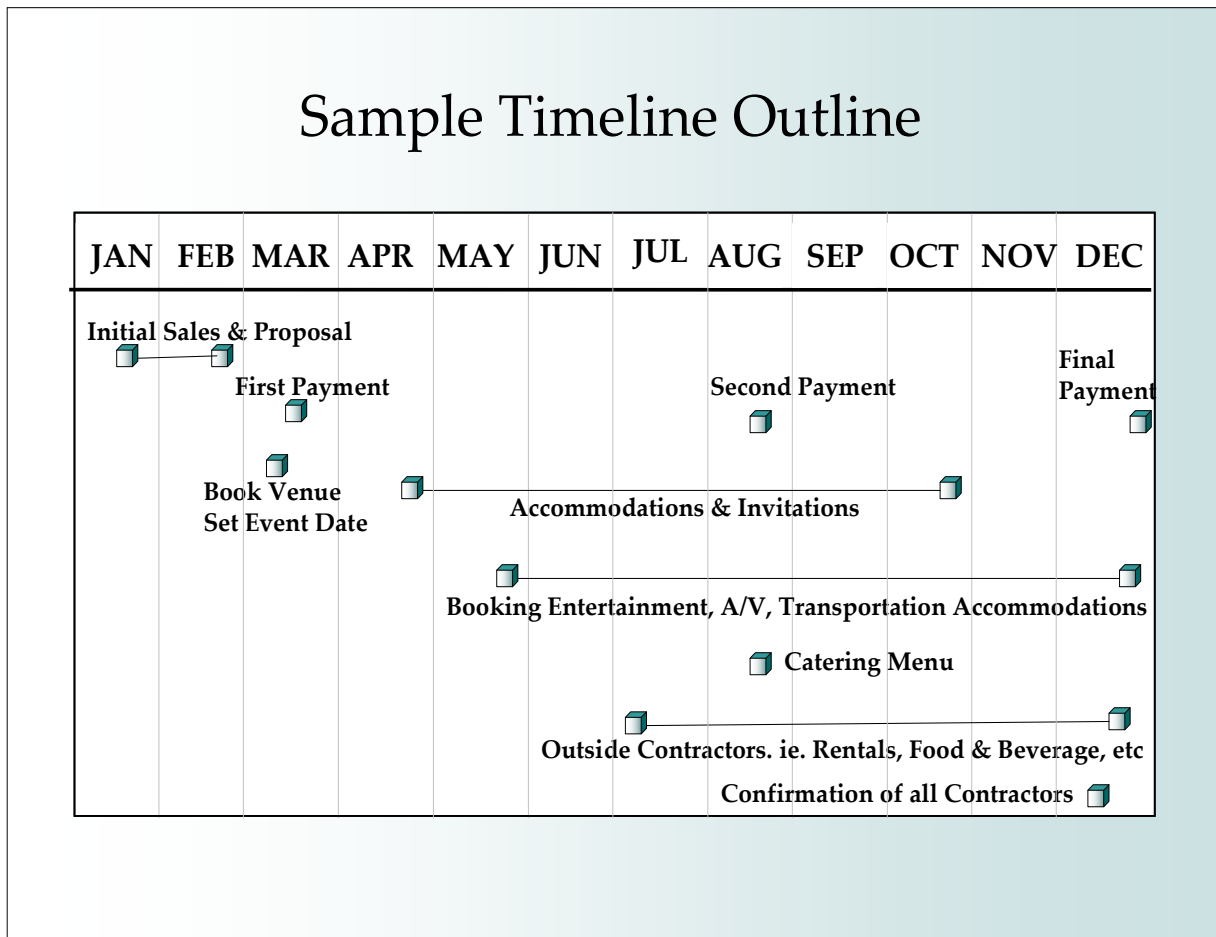 Sample Timeline Outline
JAN FEB MAR APR MAY JUN JUL AUG SEP OCT NOV DEC
Initial Sales & Proposal
First Payment
Second Payment
Final
Payment
Book Venue
Set Event Date
Accommodations & Invitations
Booking Entertainment, A/V, Transportation Accommodations
Catering Menu
Outside Contractors. ie. Rentals, Food & Beverage, etc
Confirmation of all Contractors